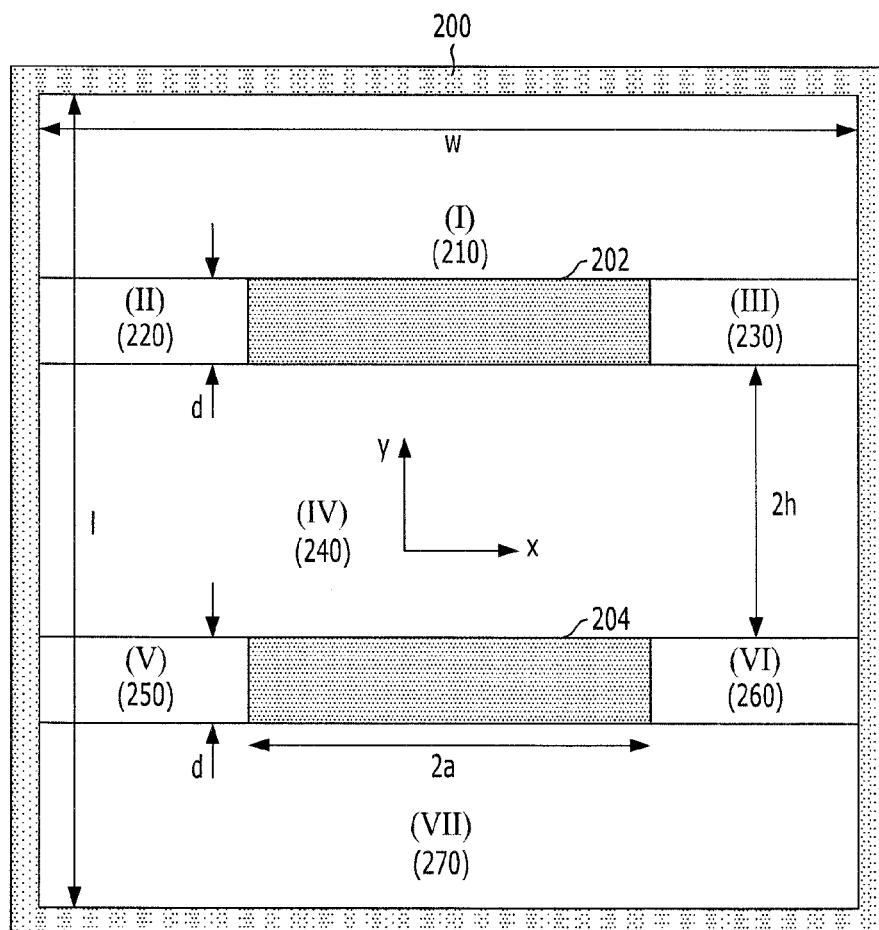 200
w
(I)
(210)
202
(II)
(220)
(III)
(230)
d
y
2h
l
(IV)
(240)
x
204
(V)
(250)
(VI)
(260)
d
2a
(VII)
(270)